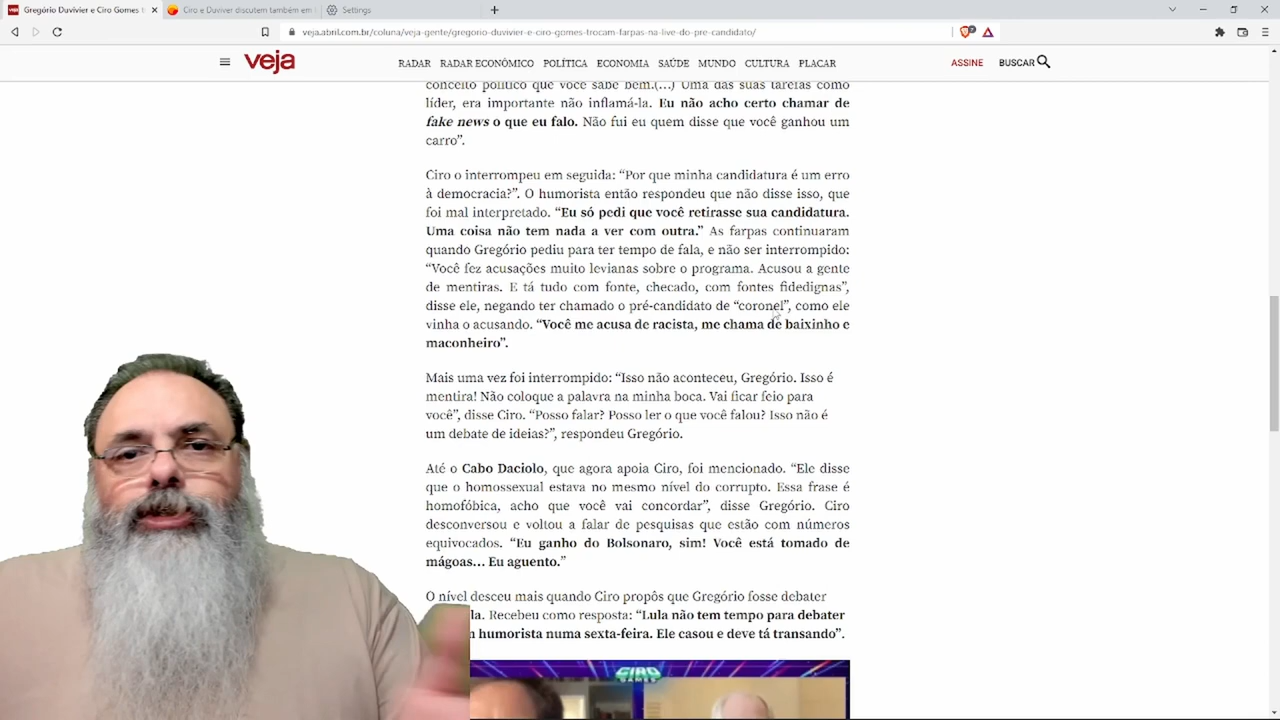 Gregório Duvivier e Ciro Gomes t
Ciro e Duviver discutem também em
Settings
veja.abril.com.br/coluna/veja-gente/gregorio-duvivier-e-ciro-gomes-trocam-farpas-na-live-do-pre-candidato/
veja
RADAR RADAR ECONÔMICO POLÍTICA ECONOMIA SAÚDE MUNDO CULTURA PLACAR
ASSINE BUSCAR
conceito político que você sabe bem.(…) Uma das suas tarefas como
líder, era importante não inflamá-la. Eu não acho certo chamar de
fake news o que eu falo. Não fui eu quem disse que você ganhou um
carro”.
Ciro o interrompeu em seguida: “Por que minha candidatura é um erro
à democracia?”. O humorista então respondeu que não disse isso, que
foi mal interpretado. “Eu só pedi que você retirasse sua candidatura.
Uma coisa não tem nada a ver com outra.” As farpas continuaram
quando Gregório pediu para ter tempo de fala, e não ser interrompido:
“Você fez acusações muito levianas sobre o programa. Acusou a gente
de mentiras. E tá tudo com fonte, checado, com fontes fidedignas”,
disse ele, negando ter chamado o pré-candidato de “coronel”, como ele
vinha o acusando. “Você me acusa de racista, me chama de baixinho e
maconheiro”.
Mais uma vez foi interrompido: “Isso não aconteceu, Gregório. Isso é
mentira! Não coloque a palavra na minha boca. Vai ficar feio para
você”, disse Ciro. “Posso falar? Posso ler o que você falou? Isso não é
um debate de ideias?”, respondeu Gregório.
Até o Cabo Daciolo, que agora apoia Ciro, foi mencionado. “Ele disse
que o homossexual estava no mesmo nível do corrupto. Essa frase é
homofóbica, acho que você vai concordar”, disse Gregório. Ciro
desconversou e voltou a falar de pesquisas que estão com números
equivocados. “Eu ganho do Bolsonaro, sim! Você está tomado de
mágoas… Eu aguento.”
O nível desceu mais quando Ciro propôs que Gregório fosse debater
la. Recebeu como resposta: “Lula não tem tempo para debater
humorista numa sexta-feira. Ele casou e deve tá transando”.
CIRO
GAMES